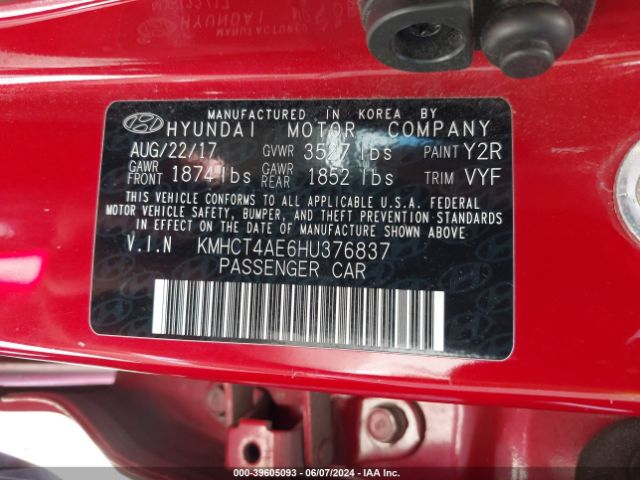 MANUFACTURED IN KOREA BY
HYUNDAI MOTOR COMPANY
AUG/22/17 GVWR 3527 lbs PAINT Y2R
GAWR FRONT 1874 lbs GAWR REAR 1852 lbs TRIM VYF
THIS VEHICLE CONFORMS TO ALL APPLICABLE U.S.A. FEDERAL
MOTOR VEHICLE SAFETY, BUMPER, AND THEFT PREVENTION
STANDARDS IN EFFECT ON THE DATE OF MANUFACTURE
SHOWN ABOVE.
V.I.N KMHCT4AE6HU376837
PASSENGER CAR
000-39605093 - 06/07/2024 - IAA Inc.